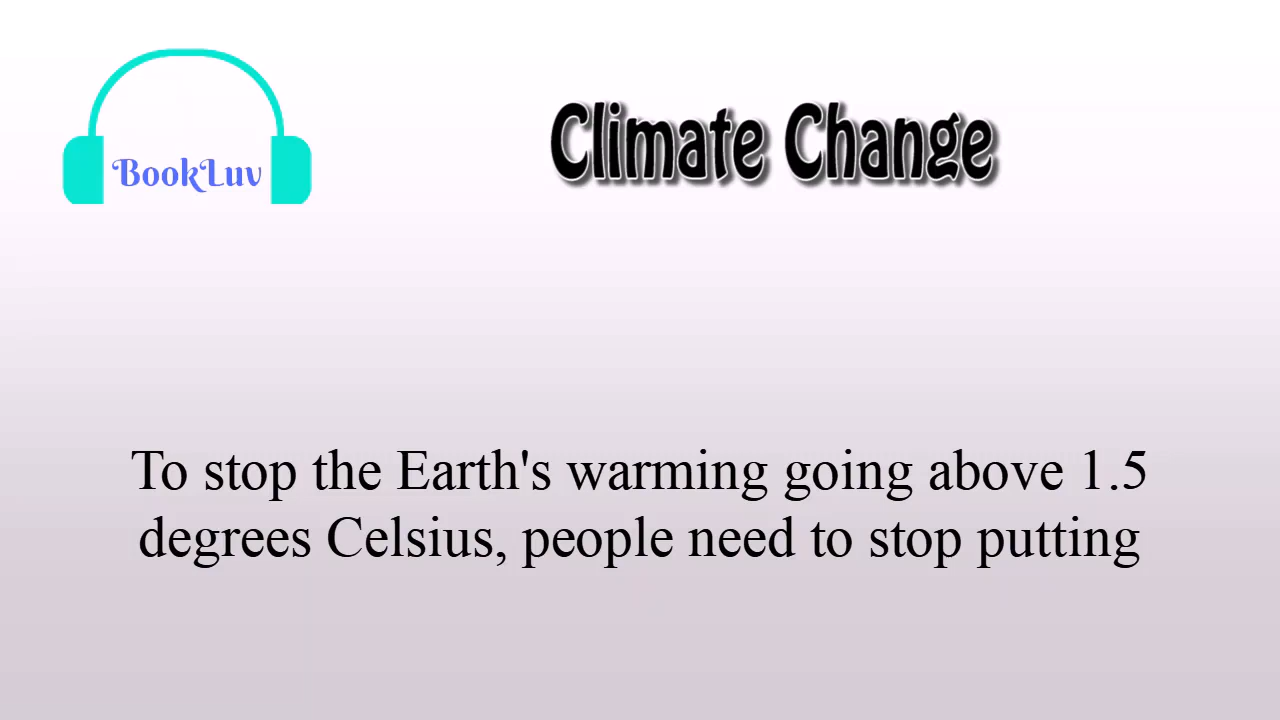 BookLuv
Climate Change
To stop the Earth's warming going above 1.5
degrees Celsius, people need to stop putting